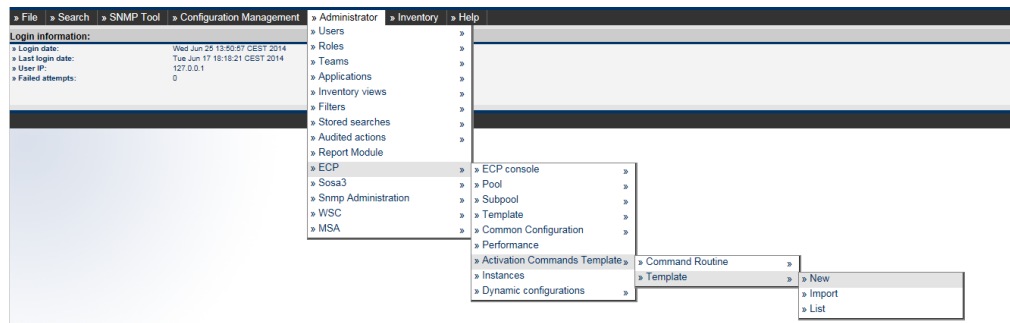 » File » Search » SNMP Tool » Configuration Management » Administrator » Inventory » Help
Login information:
» Login date: Wed Jun 25 13:50:57 CEST 2014
» Last login date: Tue Jun 17 18:18:21 CEST 2014
» User IP: 127.0.0.1
» Failed attempts: 0
» Users »
» Roles »
» Teams »
» Applications »
» Inventory views »
» Filters »
» Stored searches »
» Audited actions »
» Report Module
» ECP »
» Sosa3 »
» Snmp Administration »
» WSC »
» MSA »
» ECP console »
» Pool »
» Subpool »
» Template »
» Common Configuration »
» Performance
» Activation Commands Template »
» Instances
» Dynamic configurations »
» Command Routine »
» Template »
» New
» Import
» List